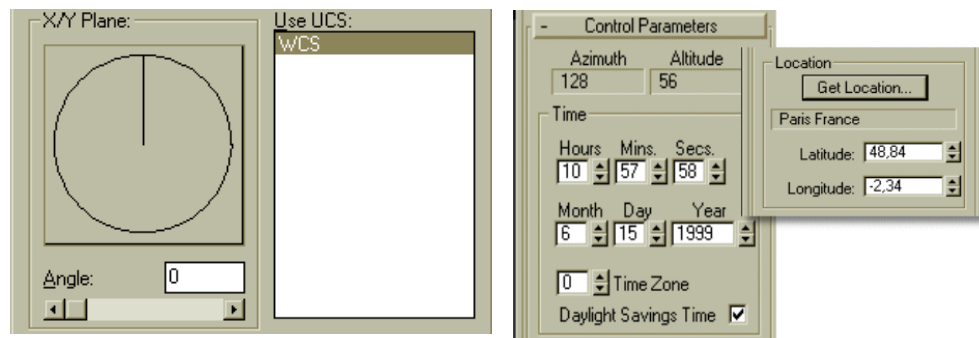 X/Y Plane:
Use UCS:
WCS
Angle:
0
- Control Parameters
Azimuth Altitude
128 56
Time
Hours Mins. Secs.
10 57 58
Month Day Year
6 15 1999
0 Time Zone
Daylight Savings Time
Location
Get Location...
Paris France
Latitude: 48,84
Longitude: -2,34